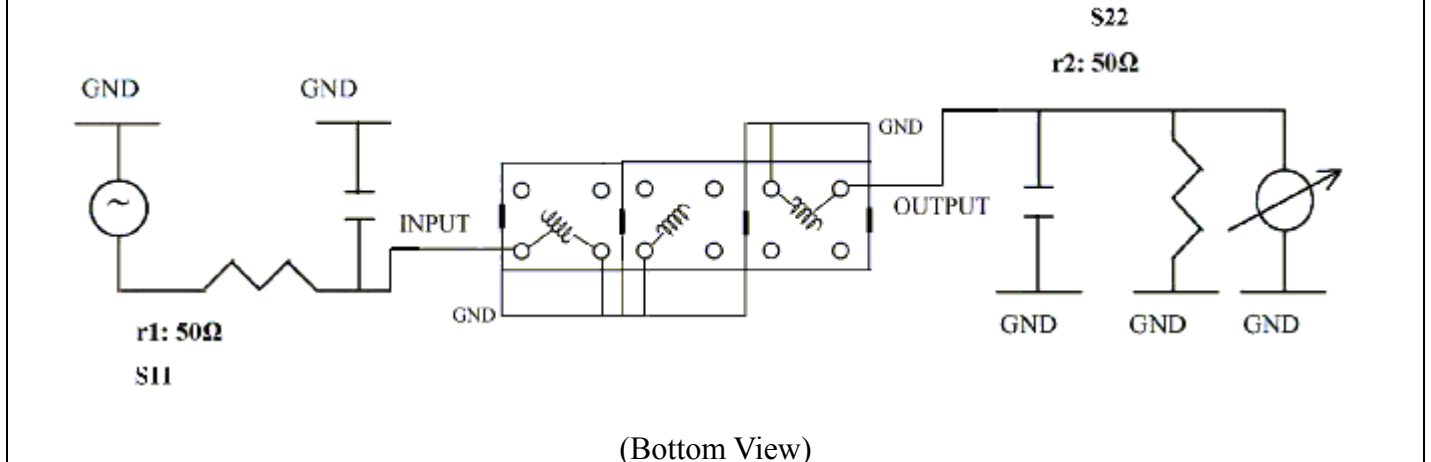 S22
r2: 50Ω
GND
GND
GND
~
INPUT
OUTPUT
GND
r1: 50Ω
S11
GND
GND
GND
(Bottom View)